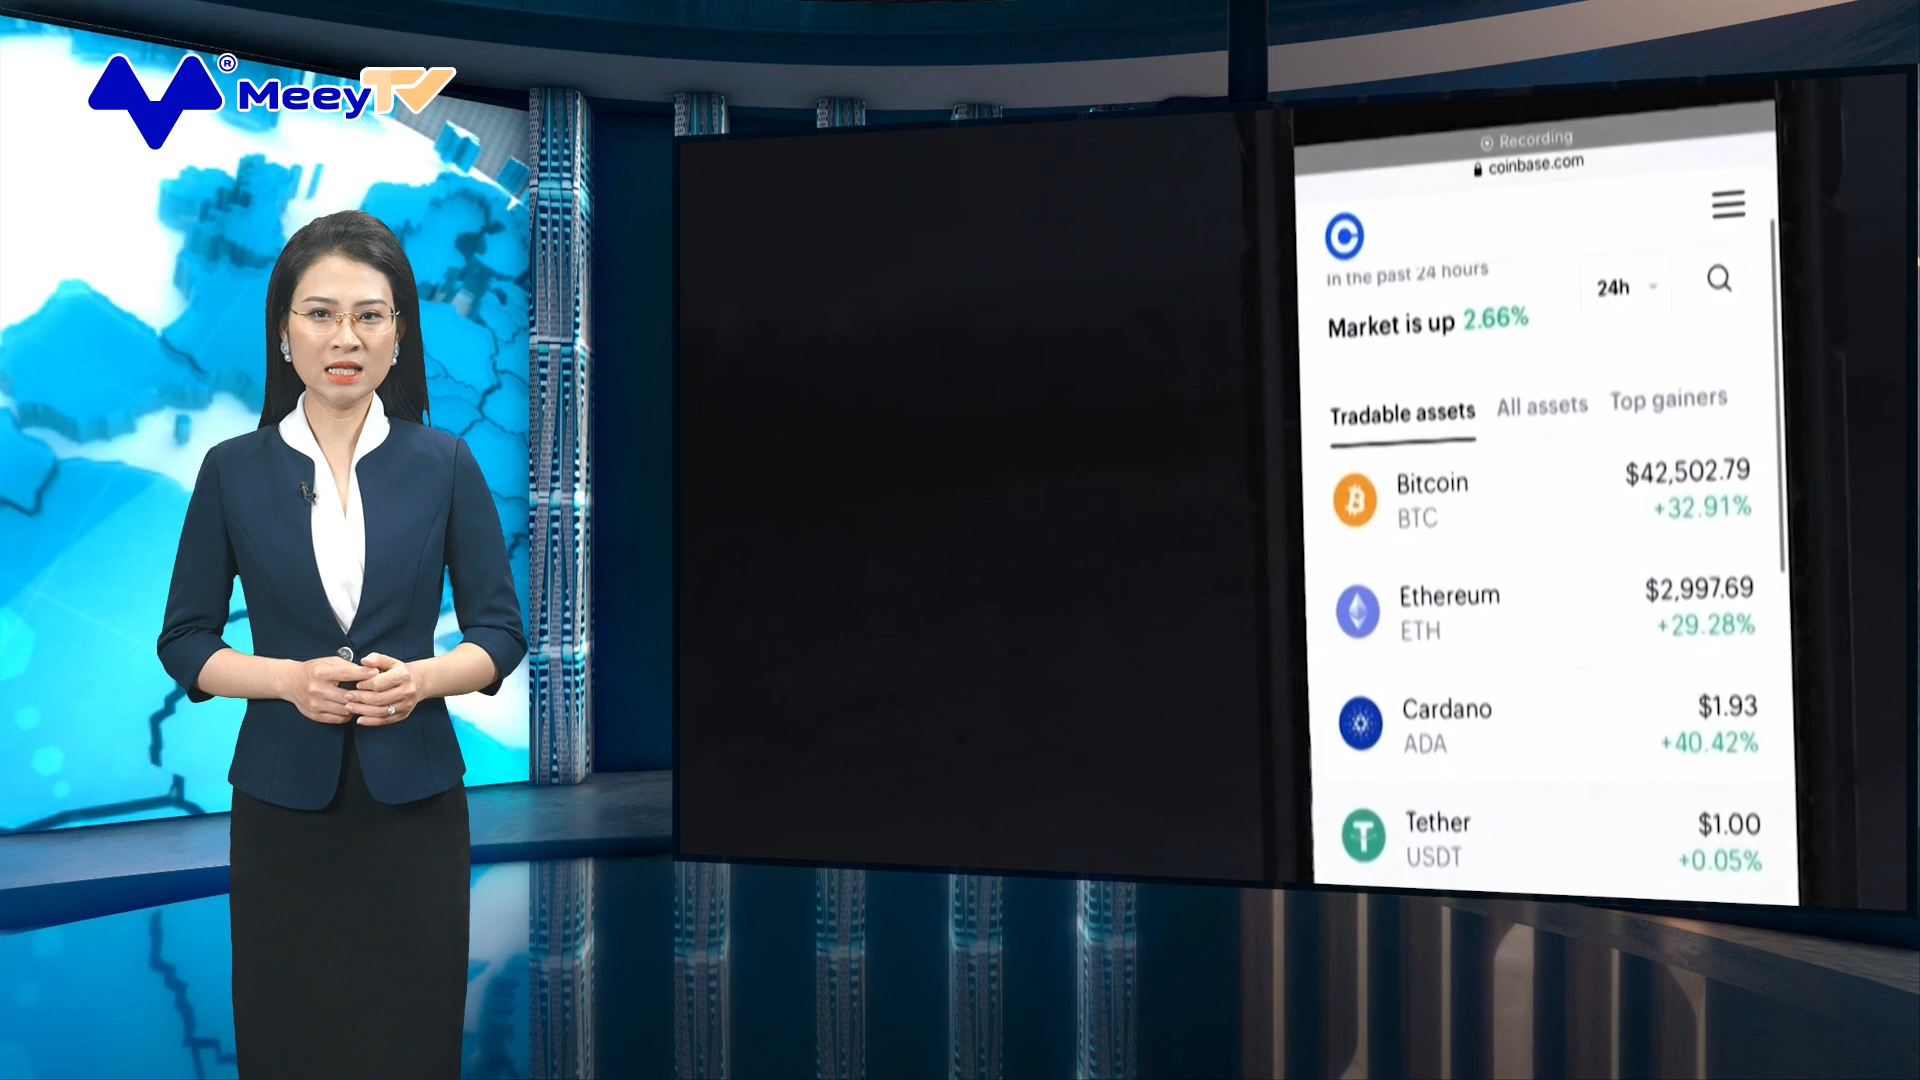 ® MeeyTV
Recording
coinbase.com
In the past 24 hours
24h
Market is up 2.66%
Tradable assets All assets Top gainers
Bitcoin $42,502.79
BTC +32.91%
Ethereum $2,997.69
ETH +29.28%
Cardano $1.93
ADA +40.42%
Tether $1.00
USDT +0.05%